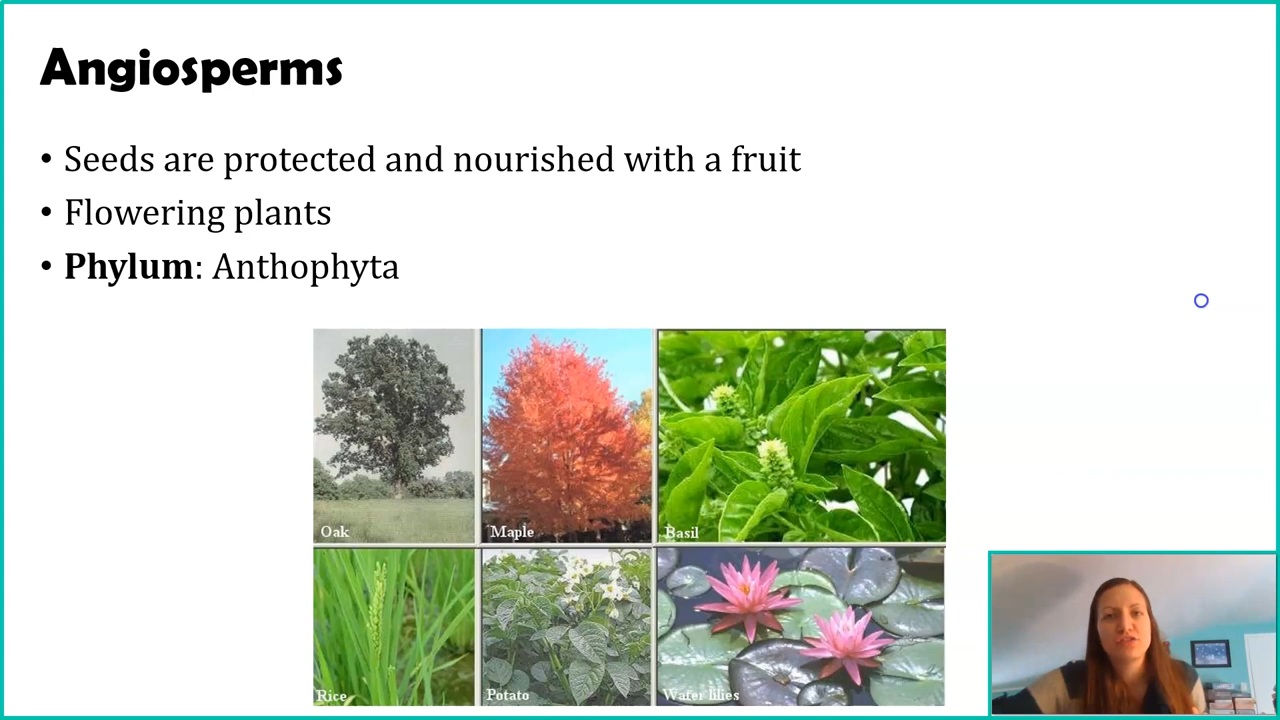 Angiosperms
• Seeds are protected and nourished with a fruit
• Flowering plants
• Phylum: Anthophyta
Oak
Maple
Basil
Rice
Potato
Water lilies